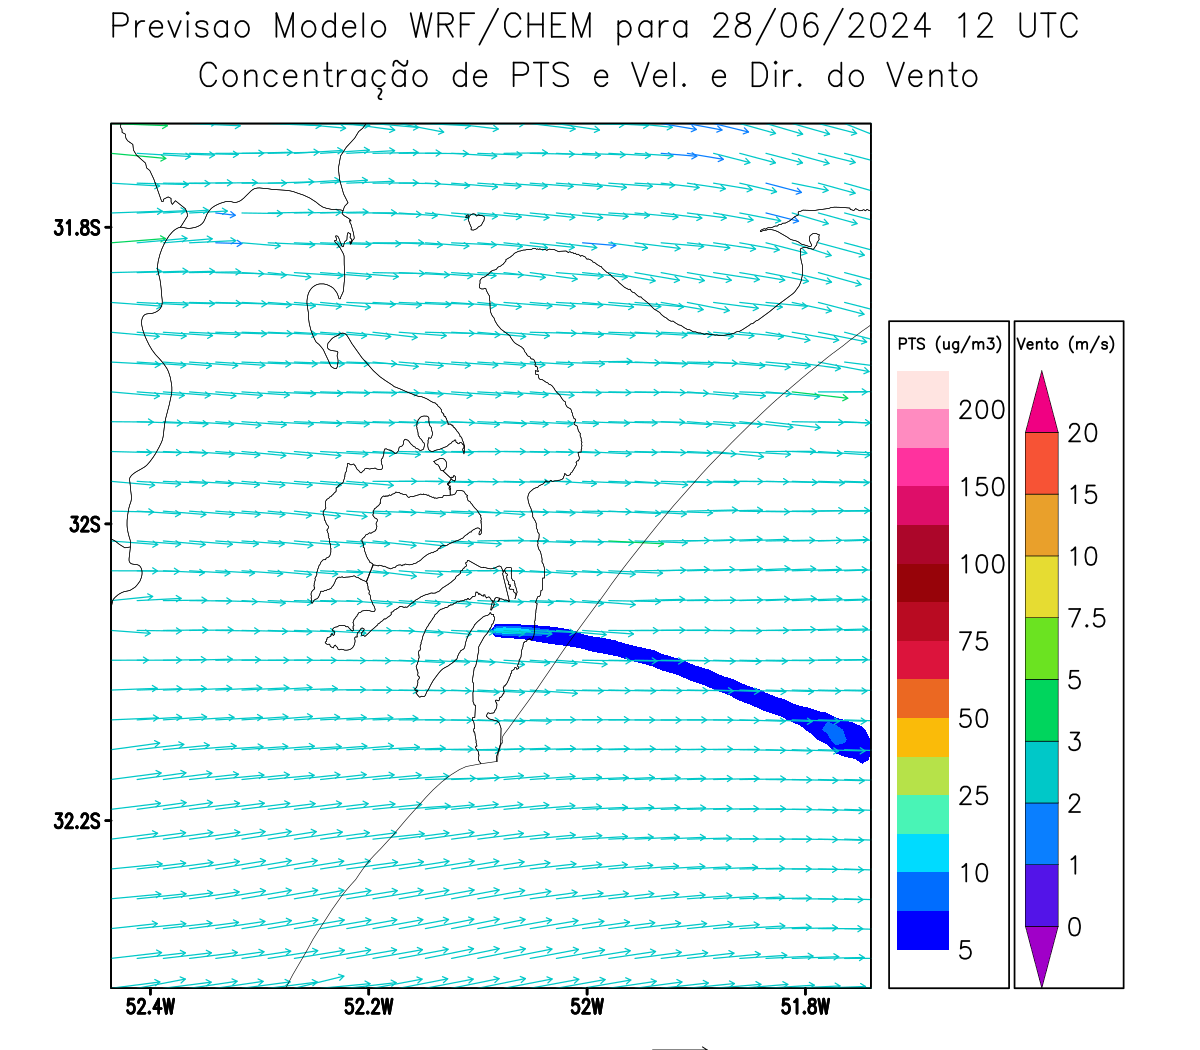 Previsao Modelo WRF/CHEM para 28/06/2024 12 UTC
Concentração de PTS e Vel. e Dir. do Vento
31.8S
32S
32.2S
52.4W 52.2W 52W 51.8W
PTS (ug/m3)
200
150
100
75
50
25
10
5
Vento (m/s)
20
15
10
7.5
5
3
2
1
0